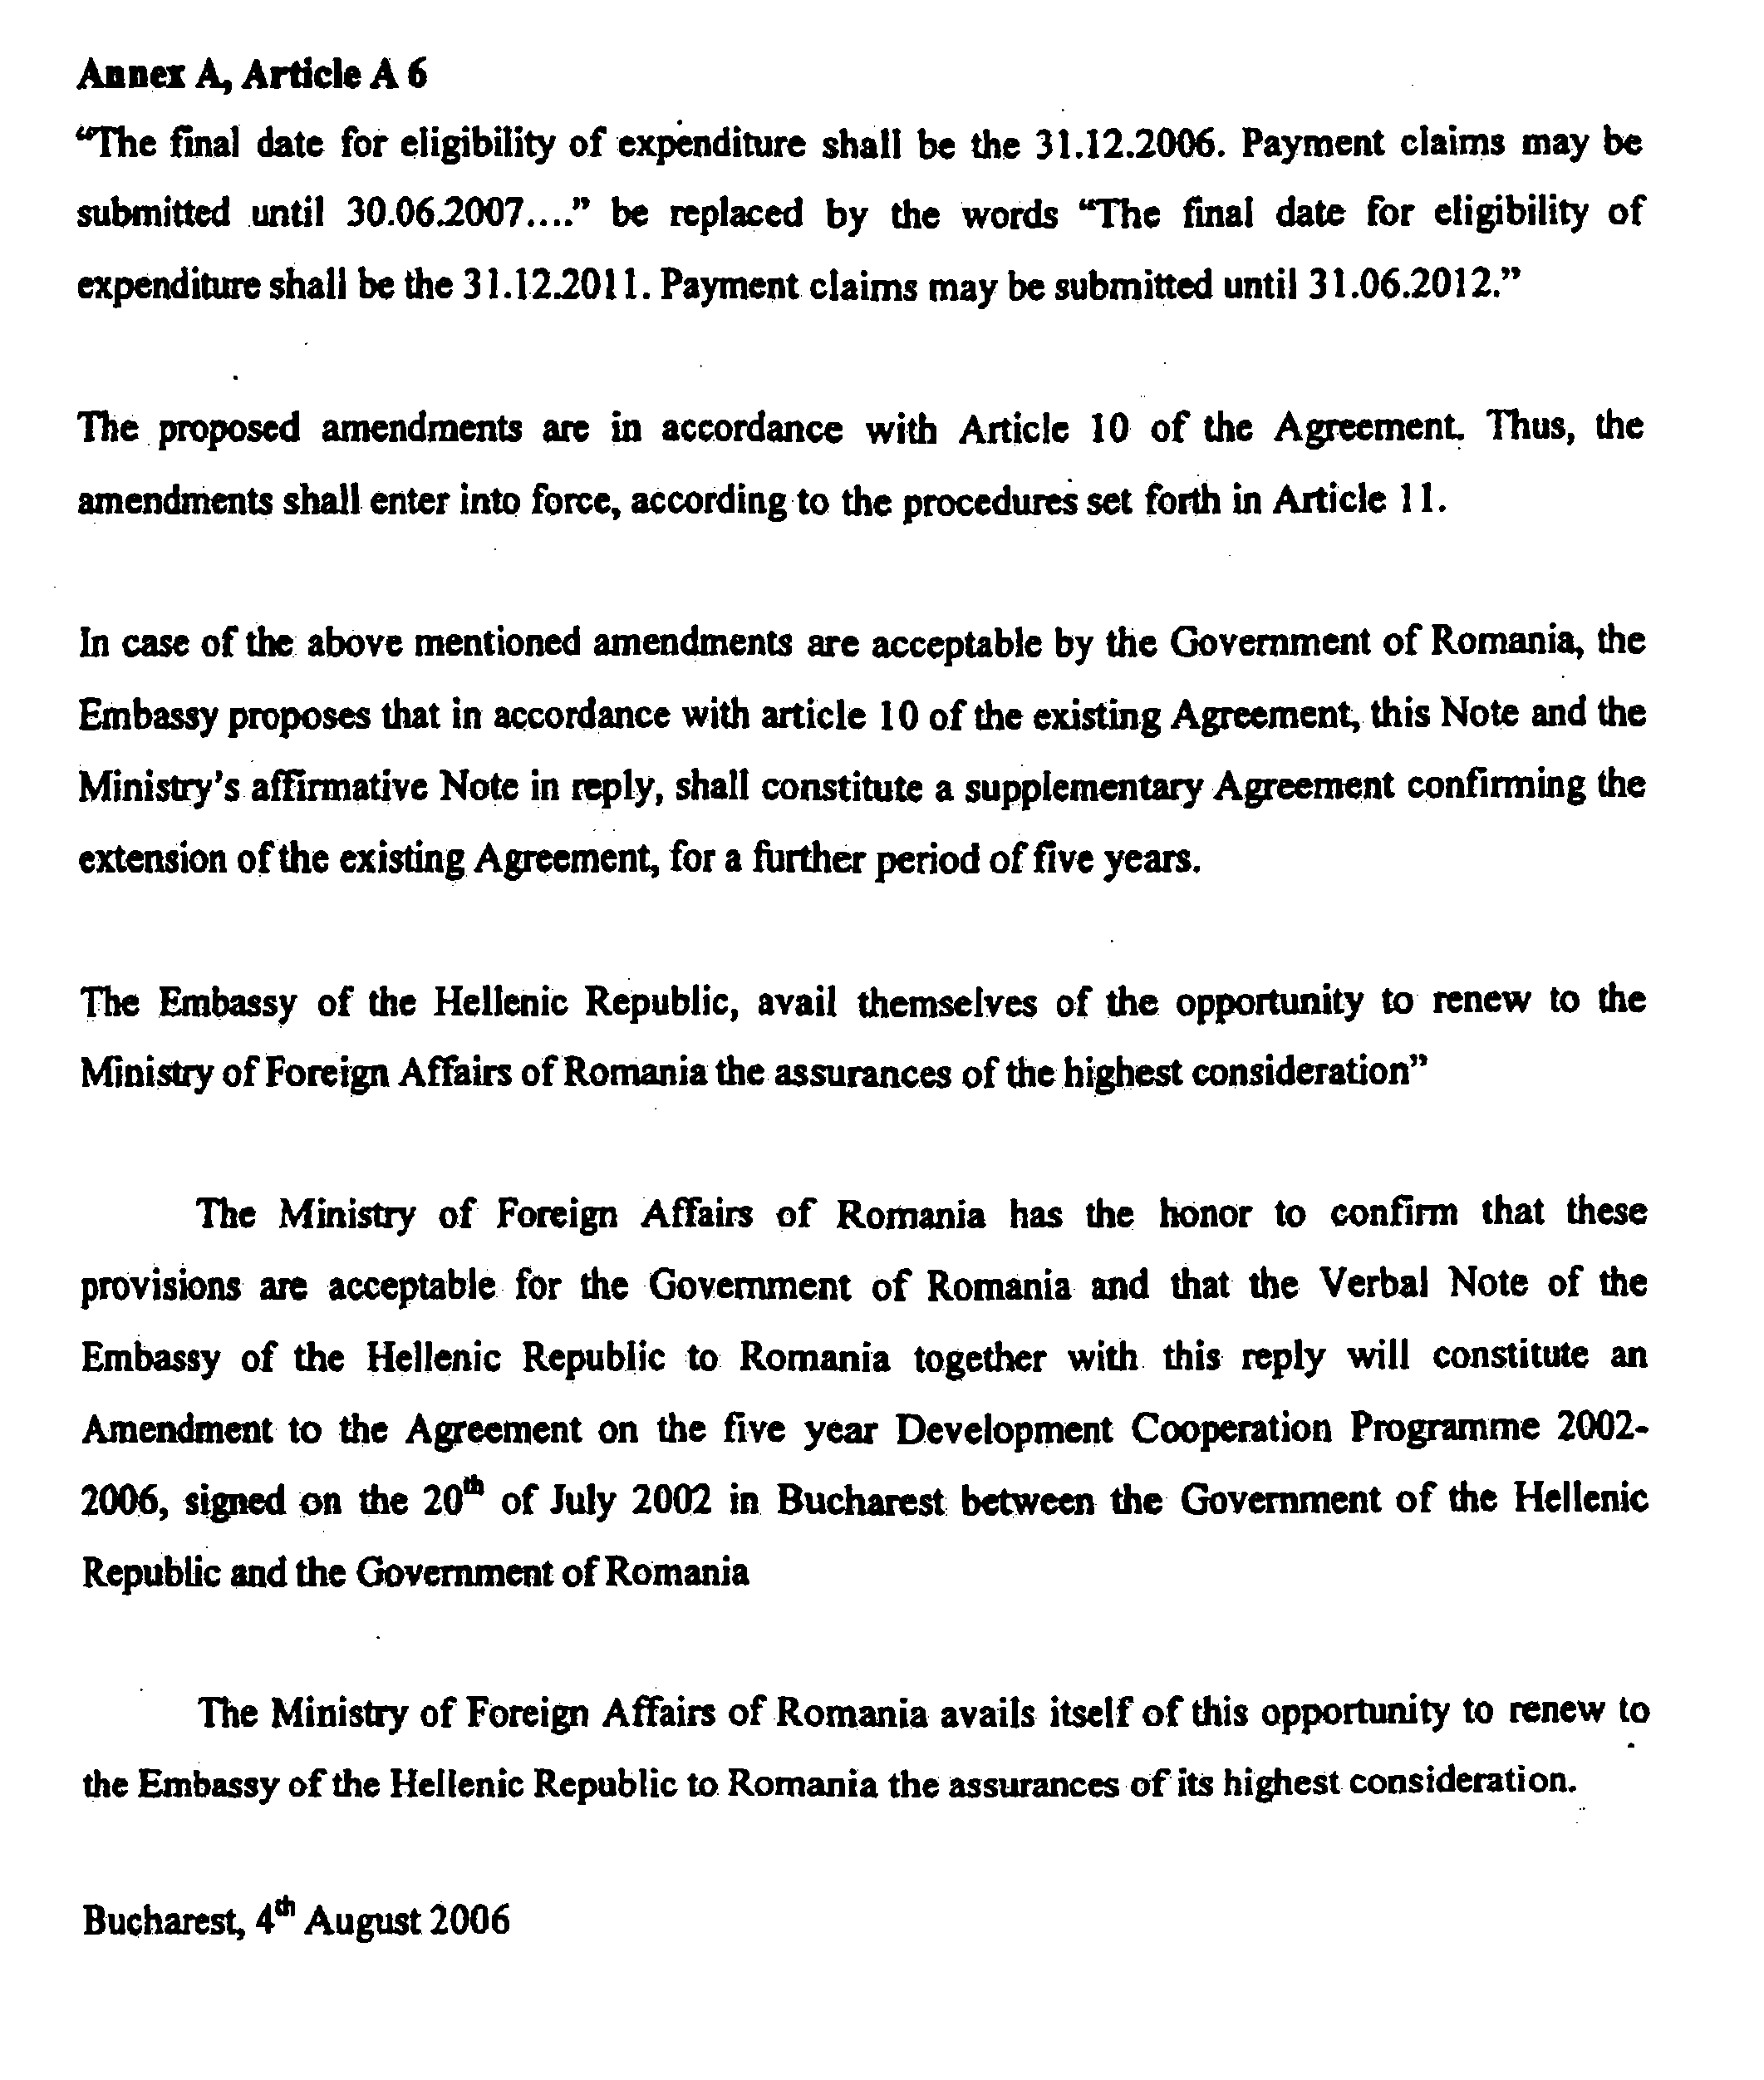 Annex A, Article A 6
“The final date for eligibility of expenditure shall be the 31.12.2006. Payment claims may be
submitted until 30.06.2007....” be replaced by the words “The final date for eligibility of
expenditure shall be the 31.12.2011. Payment claims may be submitted until 31.06.2012.”
The proposed amendments are in accordance with Article 10 of the Agreement. Thus, the
amendments shall enter into force, according to the procedures set forth in Article 11.
In case of the above mentioned amendments are acceptable by the Government of Romania, the
Embassy proposes that in accordance with article 10 of the existing Agreement, this Note and the
Ministry’s affirmative Note in reply, shall constitute a supplementary Agreement confirming the
extension of the existing Agreement, for a further period of five years.
The Embassy of the Hellenic Republic, avail themselves of the opportunity to renew to the
Ministry of Foreign Affairs of Romania the assurances of the highest consideration”
The Ministry of Foreign Affairs of Romania has the honor to confirm that these
provisions are acceptable for the Government of Romania and that the Verbal Note of the
Embassy of the Hellenic Republic to Romania together with this reply will constitute an
Amendment to the Agreement on the five year Development Cooperation Programme 2002-
2006, signed on the 20th of July 2002 in Bucharest between the Government of the Hellenic
Republic and the Government of Romania
The Ministry of Foreign Affairs of Romania avails itself of this opportunity to renew to
the Embassy of the Hellenic Republic to Romania the assurances of its highest consideration.
Bucharest, 4th August 2006